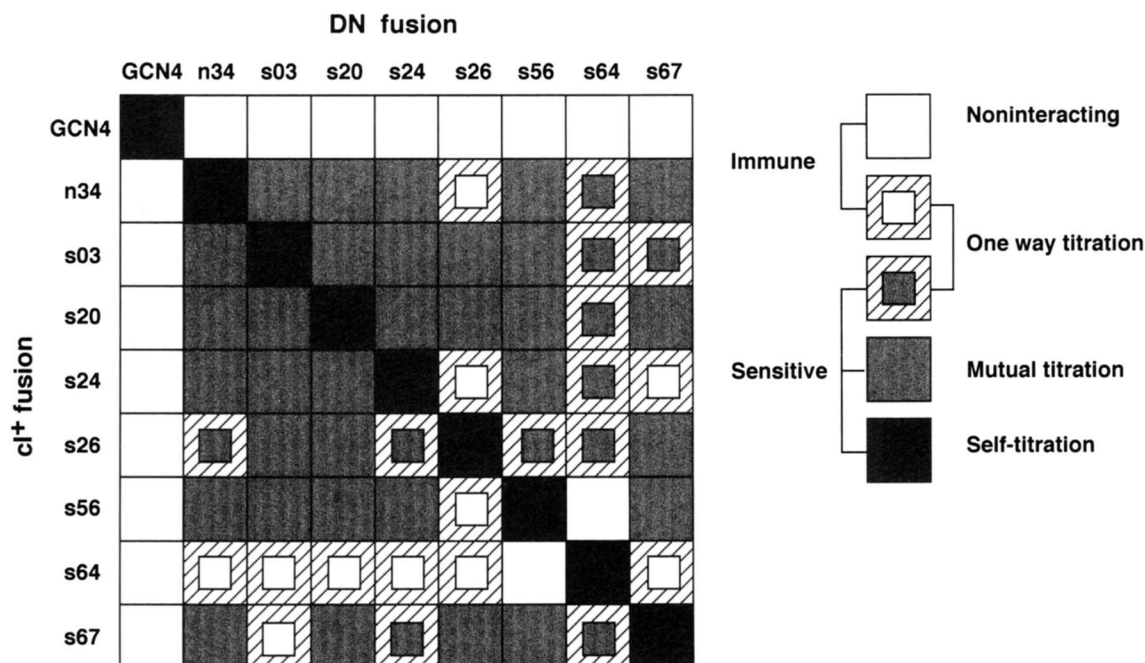 DN fusion
GCN4 n34 s03 s20 s24 s26 s56 s64 s67
GCN4
n34
s03
s20
s24
s26
s56
s64
s67
cI+ fusion
Immune
Sensitive
Noninteracting
One way titration
Mutual titration
Self-titration